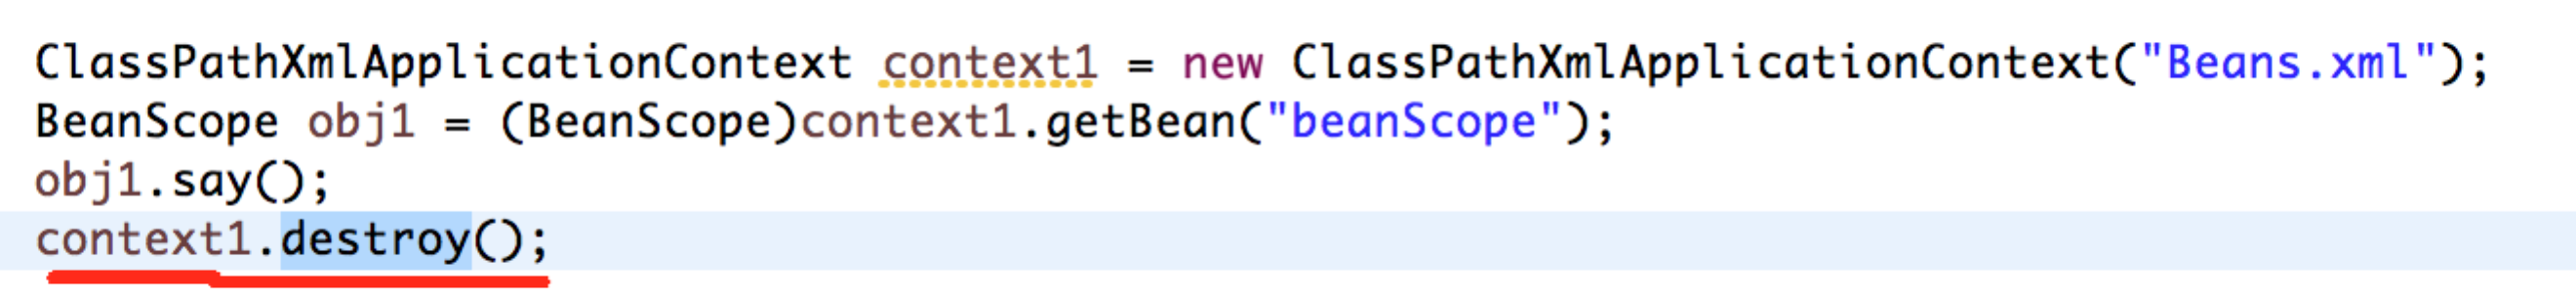 ClassPathXmlApplicationContext context1 = new ClassPathXmlApplicationContext("Beans.xml");
BeanScope obj1 = (BeanScope)context1.getBean("beanScope");
obj1.say();
context1.destroy();